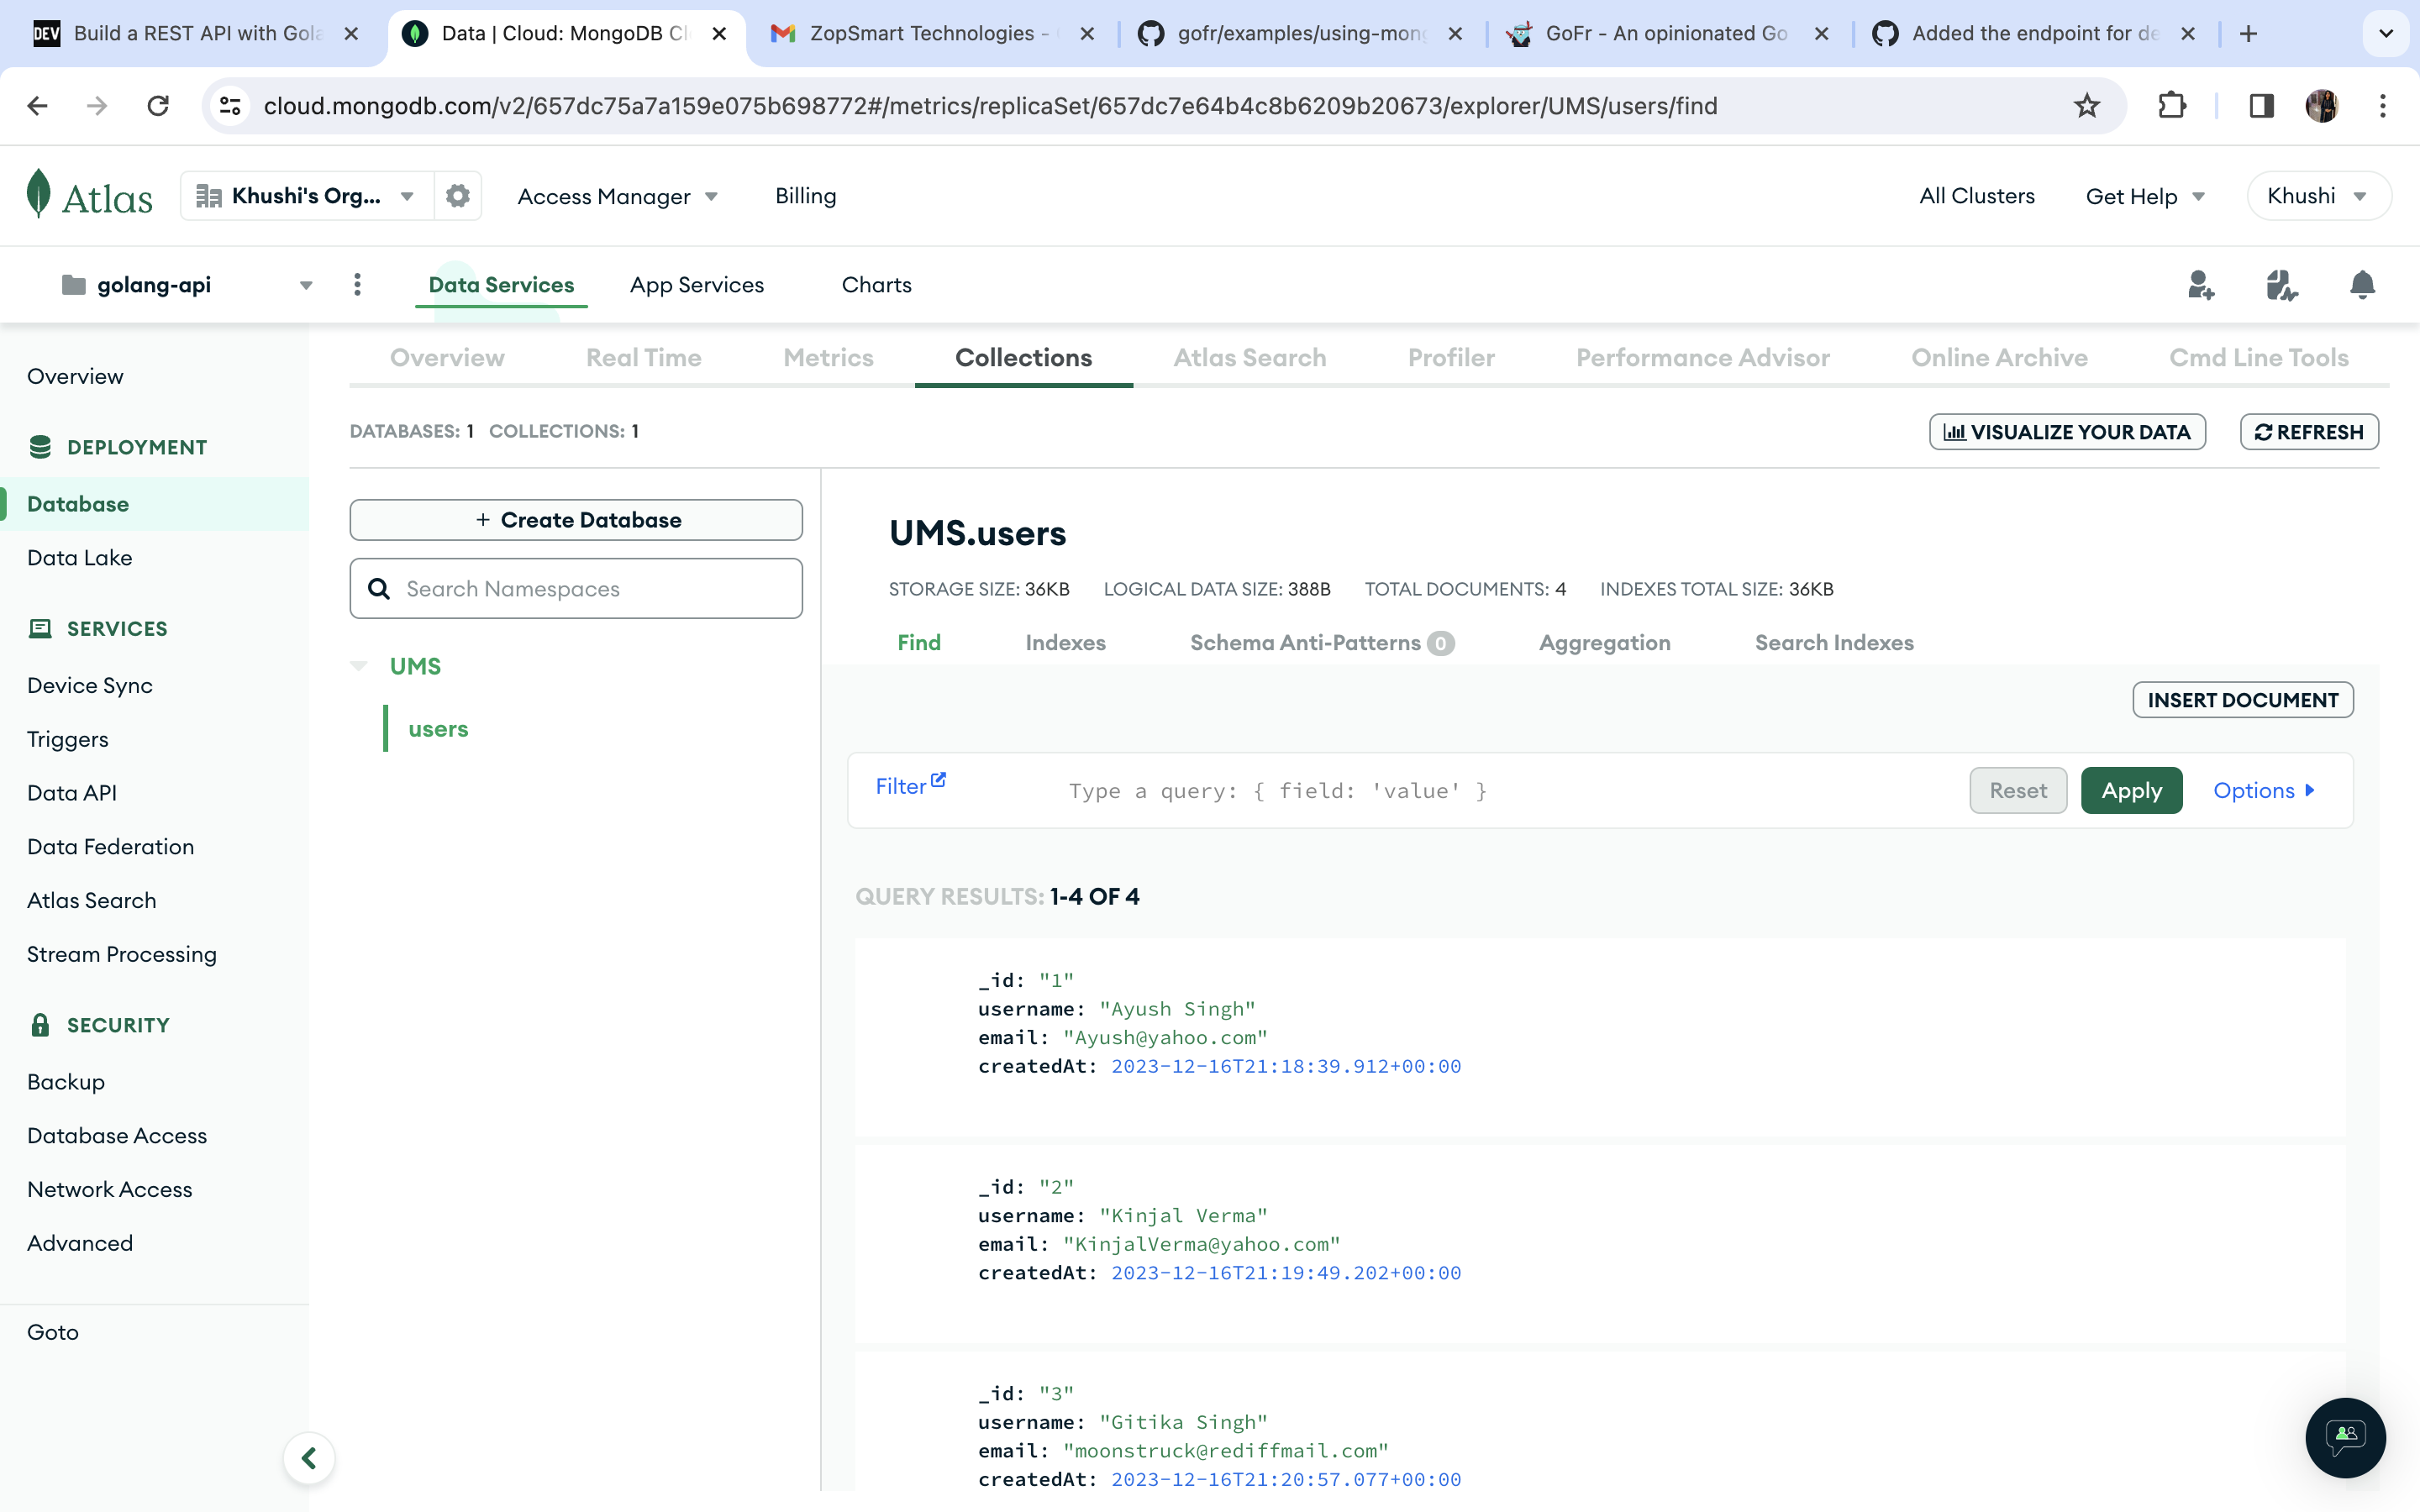 DEV Build a REST API with Gola
Data | Cloud: MongoDB Cl
ZopSmart Technologies -
gofr/examples/using-mong
GoFr - An opinionated Go
Added the endpoint for de
cloud.mongodb.com/v2/657dc75a7a159e075b698772#/metrics/replicaSet/657dc7e64b4c8b6209b20673/explorer/UMS/users/find
Atlas
Khushi's Org...
Access Manager
Billing
All Clusters
Get Help
Khushi
golang-api
Data Services
App Services
Charts
Overview
DEPLOYMENT
Database
Data Lake
SERVICES
Device Sync
Triggers
Data API
Data Federation
Atlas Search
Stream Processing
SECURITY
Backup
Database Access
Network Access
Advanced
Goto
Overview
Real Time
Metrics
Collections
Atlas Search
Profiler
Performance Advisor
Online Archive
Cmd Line Tools
DATABASES: 1 COLLECTIONS: 1
VISUALIZE YOUR DATA
REFRESH
+ Create Database
Search Namespaces
UMS
users
UMS.users
STORAGE SIZE: 36KB LOGICAL DATA SIZE: 388B TOTAL DOCUMENTS: 4 INDEXES TOTAL SIZE: 36KB
Find
Indexes
Schema Anti-Patterns 0
Aggregation
Search Indexes
INSERT DOCUMENT
Filter
Type a query: { field: 'value' }
Reset
Apply
Options
QUERY RESULTS: 1-4 OF 4
_id: "1"
username: "Ayush Singh"
email: "Ayush@yahoo.com"
createdAt: 2023-12-16T21:18:39.912+00:00
_id: "2"
username: "Kinjal Verma"
email: "KinjalVerma@yahoo.com"
createdAt: 2023-12-16T21:19:49.202+00:00
_id: "3"
username: "Gitika Singh"
email: "moonstruck@rediffmail.com"
createdAt: 2023-12-16T21:20:57.077+00:00